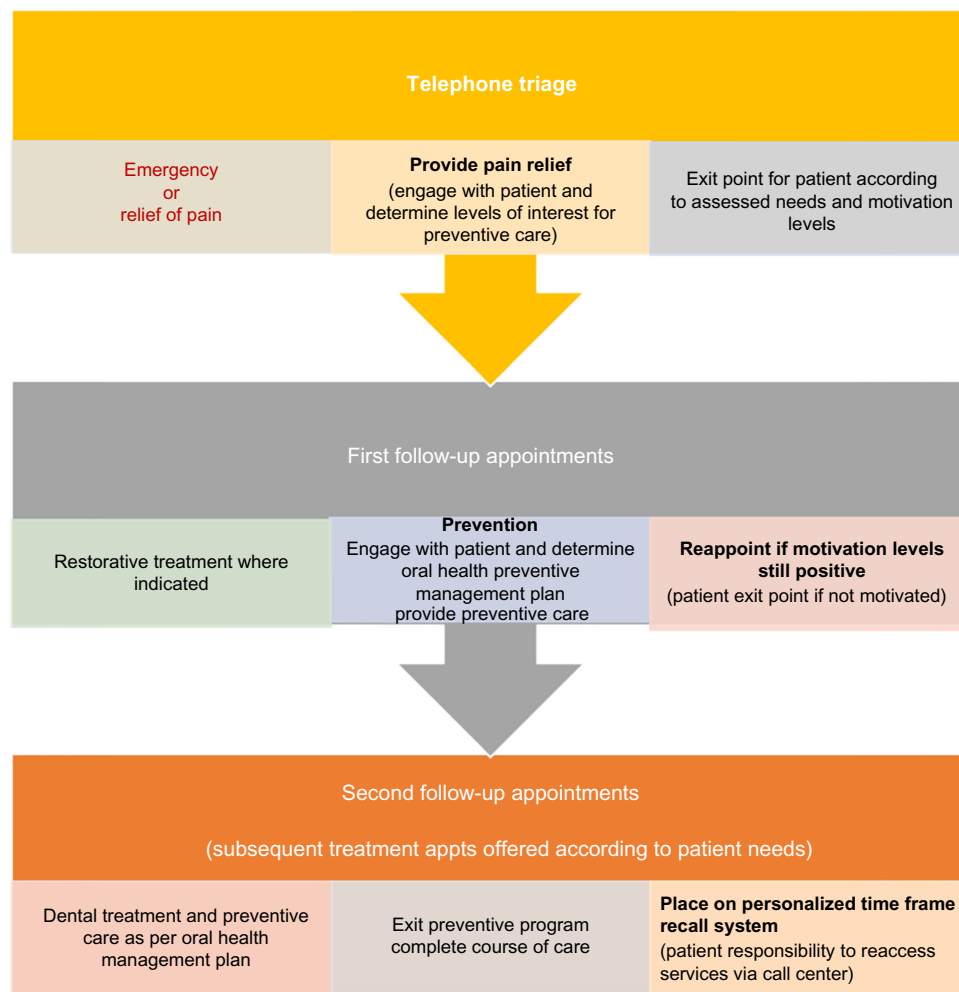 Telephone triage
Emergency
or
relief of pain
Provide pain relief
(engage with patient and
determine levels of interest for
preventive care)
Exit point for patient according
to assessed needs and motivation
levels
First follow-up appointments
Restorative treatment where
indicated
Prevention
Engage with patient and determine
oral health preventive
management plan
provide preventive care
Reappoint if motivation levels
still positive
(patient exit point if not motivated)
Second follow-up appointments
(subsequent treatment appts offered according to patient needs)
Dental treatment and preventive
care as per oral health
management plan
Exit preventive program
complete course of care
Place on personalized time frame
recall system
(patient responsibility to reaccess
services via call center)